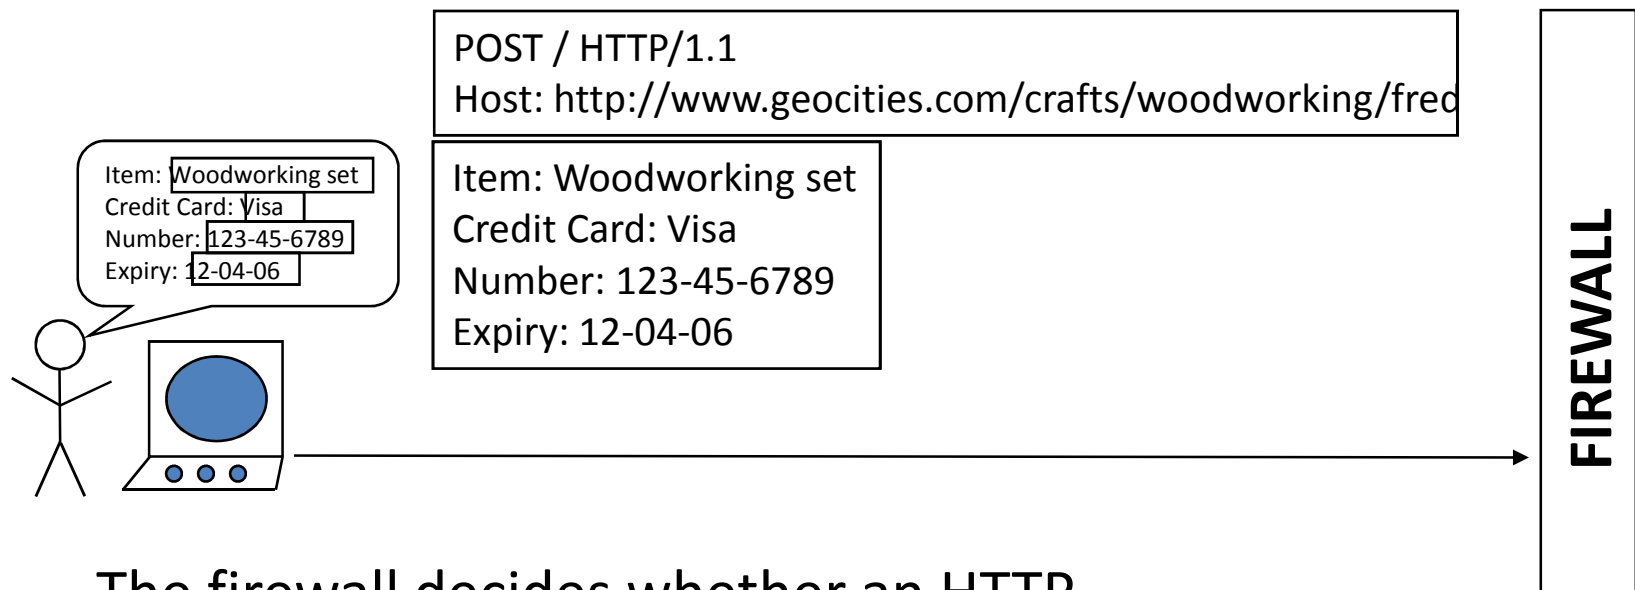 POST / HTTP/1.1
Host: http://www.geocities.com/crafts/woodworking/fred
Item: Woodworking set
Credit Card: Visa
Number: 123-45-6789
Expiry: 12-04-06
Item: Woodworking set
Credit Card: Visa
Number: 123-45-6789
Expiry: 12-04-06
FIREWALL
The firewall decides whether an HTTP